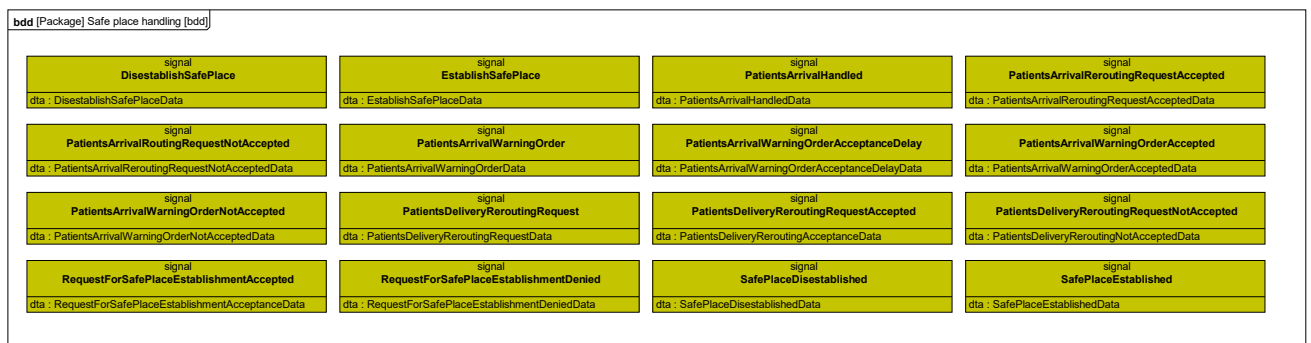 bdd [Package] Safe place handling [bdd]
signal
DisestablishSafePlace
dta : DisestablishSafePlaceData
signal
EstablishSafePlace
dta : EstablishSafePlaceData
signal
PatientsArrivalHandled
dta : PatientsArrivalHandledData
signal
PatientsArrivalReroutingRequestAccepted
dta : PatientsArrivalReroutingRequestAcceptedData
signal
PatientsArrivalRoutingRequestNotAccepted
dta : PatientsArrivalReroutingRequestNotAcceptedData
signal
PatientsArrivalWarningOrder
dta : PatientsArrivalWarningOrderData
signal
PatientsArrivalWarningOrderAcceptanceDelay
dta : PatientsArrivalWarningOrderAcceptanceDelayData
signal
PatientsArrivalWarningOrderAccepted
dta : PatientsArrivalWarningOrderAcceptedData
signal
PatientsArrivalWarningOrderNotAccepted
dta : PatientsArrivalWarningOrderNotAcceptedData
signal
PatientsDeliveryReroutingRequest
dta : PatientsDeliveryReroutingRequestData
signal
PatientsDeliveryReroutingRequestAccepted
dta : PatientsDeliveryReroutingAcceptanceData
signal
PatientsDeliveryReroutingRequestNotAccepted
dta : PatientsDeliveryReroutingNotAcceptedData
signal
RequestForSafePlaceEstablishmentAccepted
dta : RequestForSafePlaceEstablishmentAcceptanceData
signal
RequestForSafePlaceEstablishmentDenied
dta : RequestForSafePlaceEstablishmentDeniedData
signal
SafePlaceDisestablished
dta : SafePlaceDisestablishedData
signal
SafePlaceEstablished
dta : SafePlaceEstablishedData